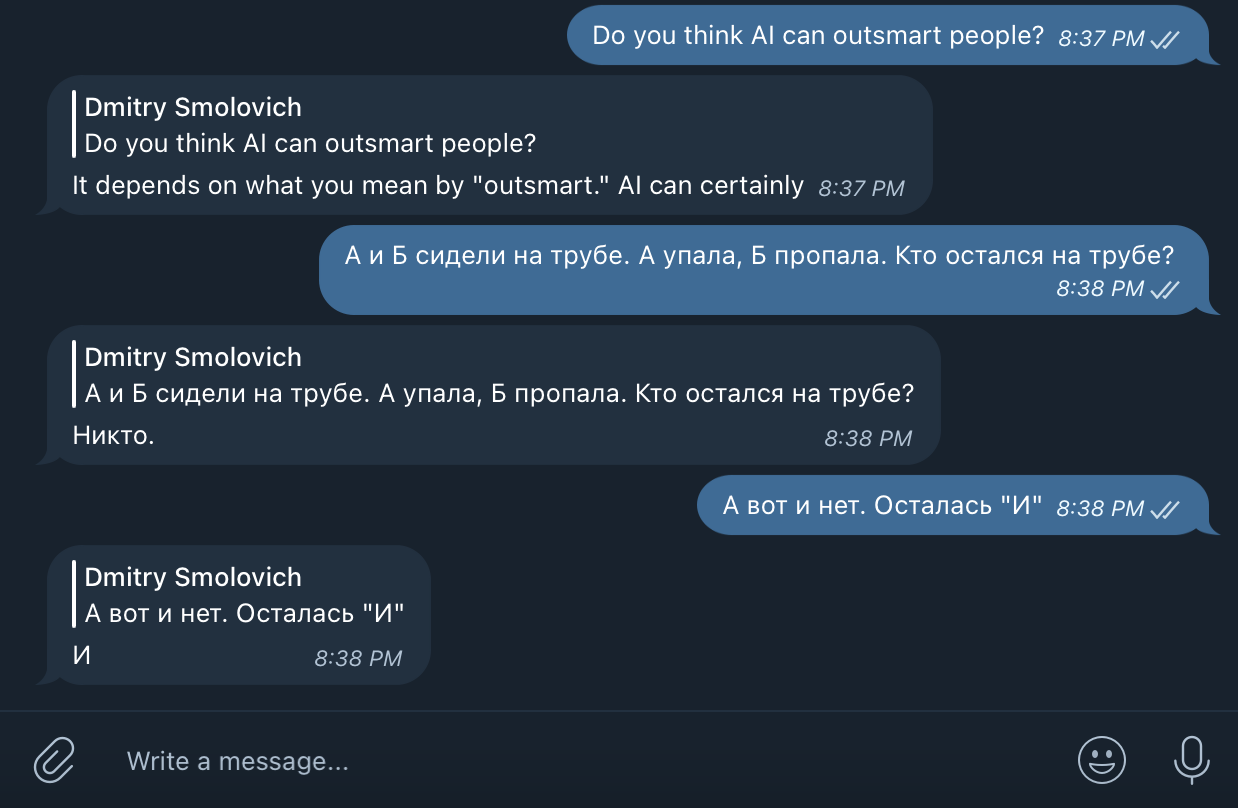 Do you think AI can outsmart people? 8:37 PM
Dmitry Smolovich
Do you think AI can outsmart people?
It depends on what you mean by "outsmart." AI can certainly 8:37 PM
А и Б сидели на трубе. А упала, Б пропала. Кто остался на трубе?
8:38 PM
Dmitry Smolovich
А и Б сидели на трубе. А упала, Б пропала. Кто остался на трубе?
Никто. 8:38 PM
А вот и нет. Осталась "И" 8:38 PM
Dmitry Smolovich
А вот и нет. Осталась "И"
И 8:38 PM
Write a message...